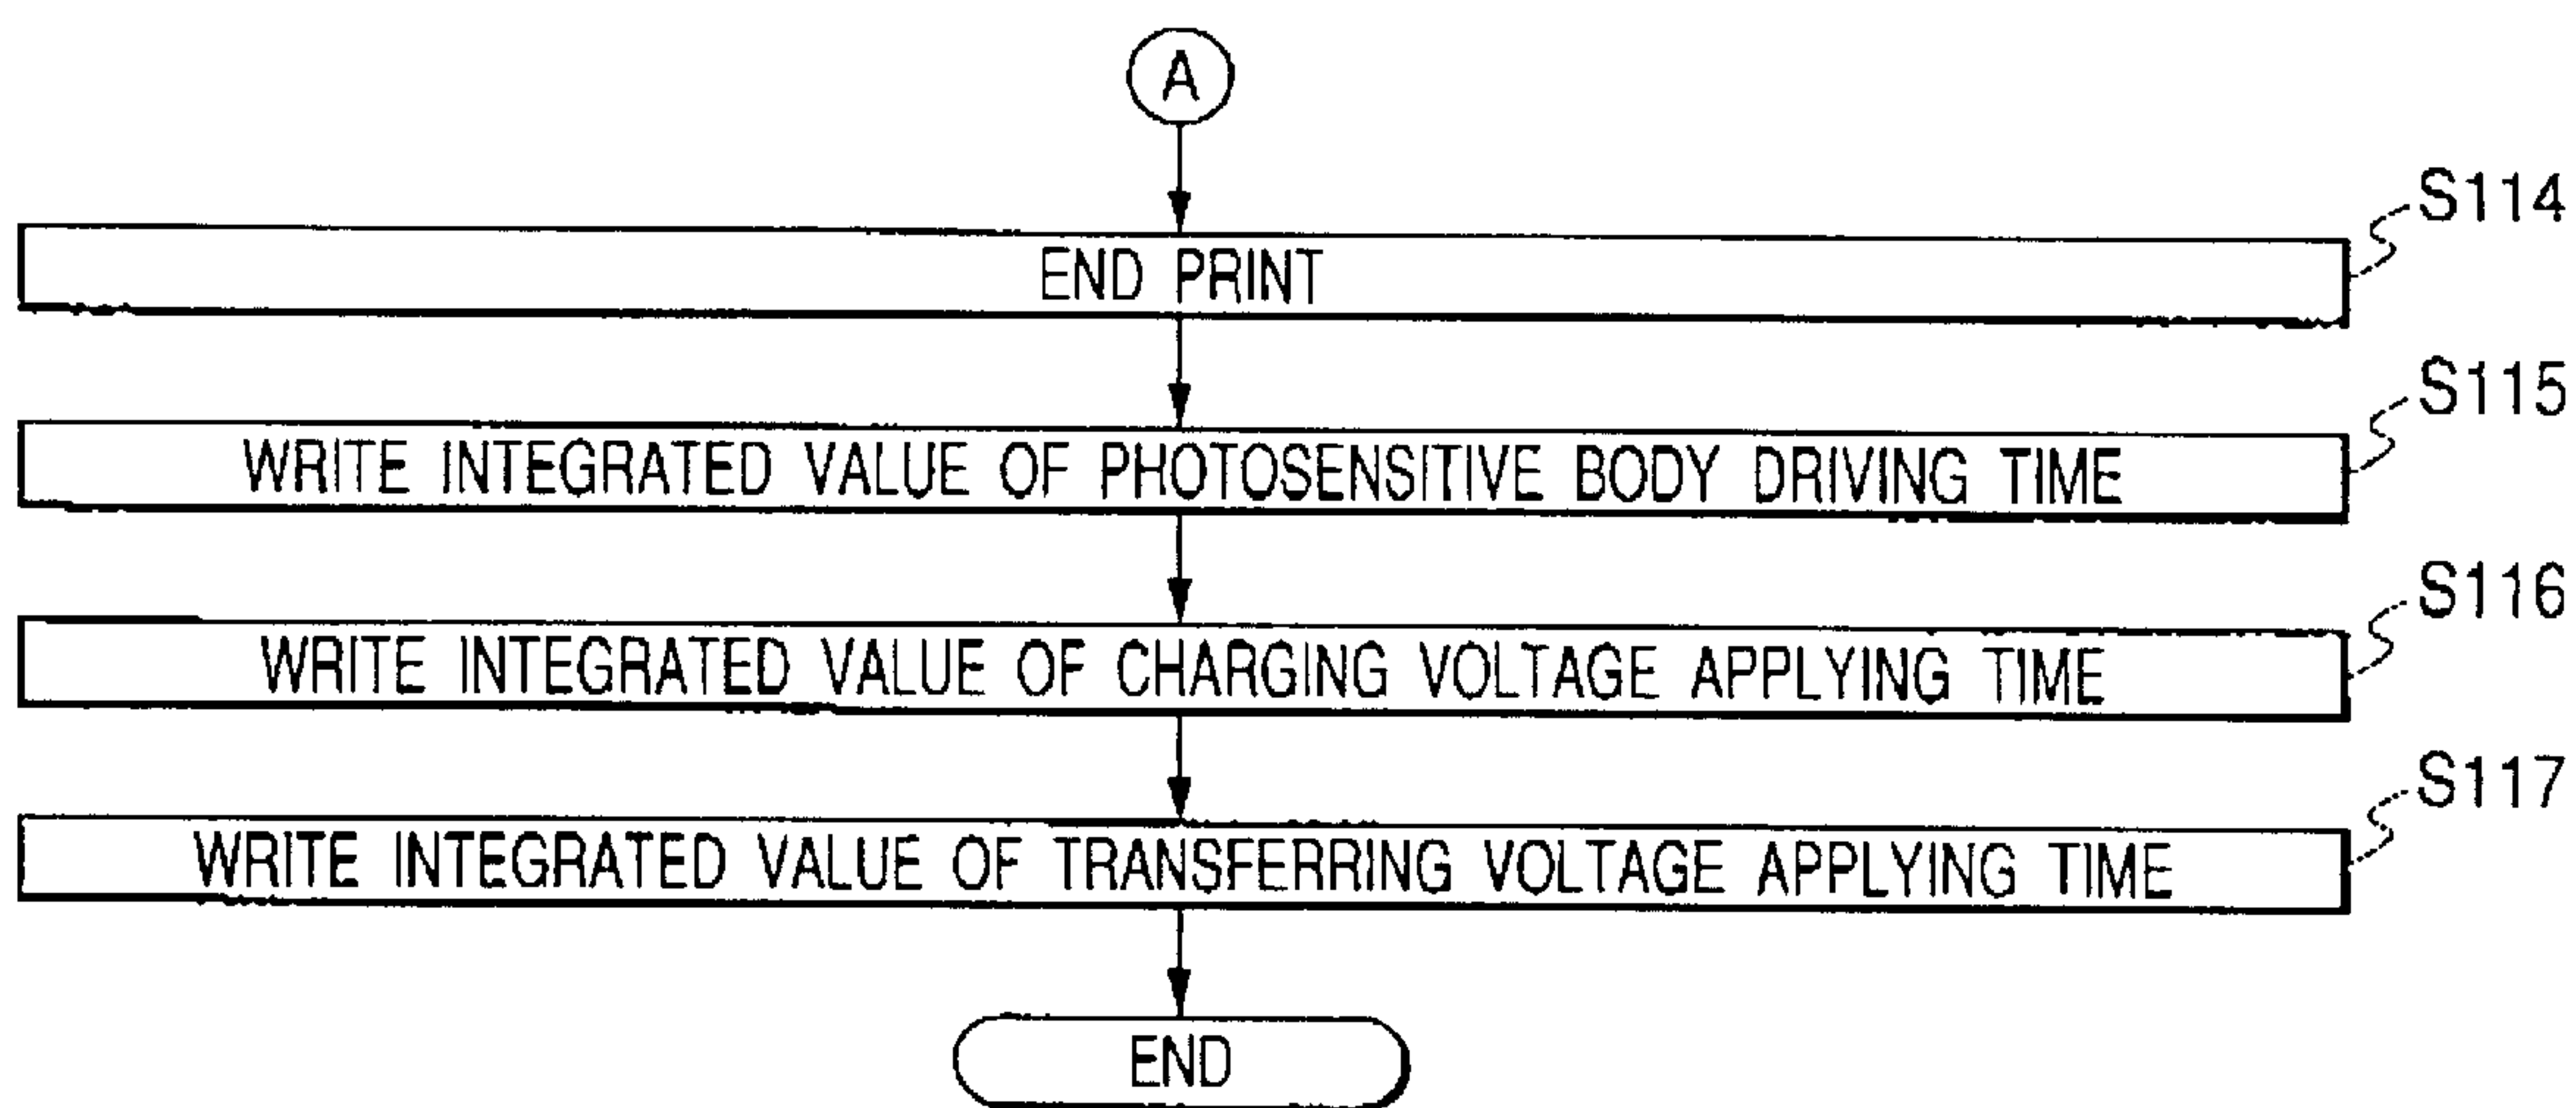 A
S114
END PRINT
S115
WRITE INTEGRATED VALUE OF PHOTOSENSITIVE BODY DRIVING TIME
S116
WRITE INTEGRATED VALUE OF CHARGING VOLTAGE APPLYING TIME
S117
WRITE INTEGRATED VALUE OF TRANSFERRING VOLTAGE APPLYING TIME
END